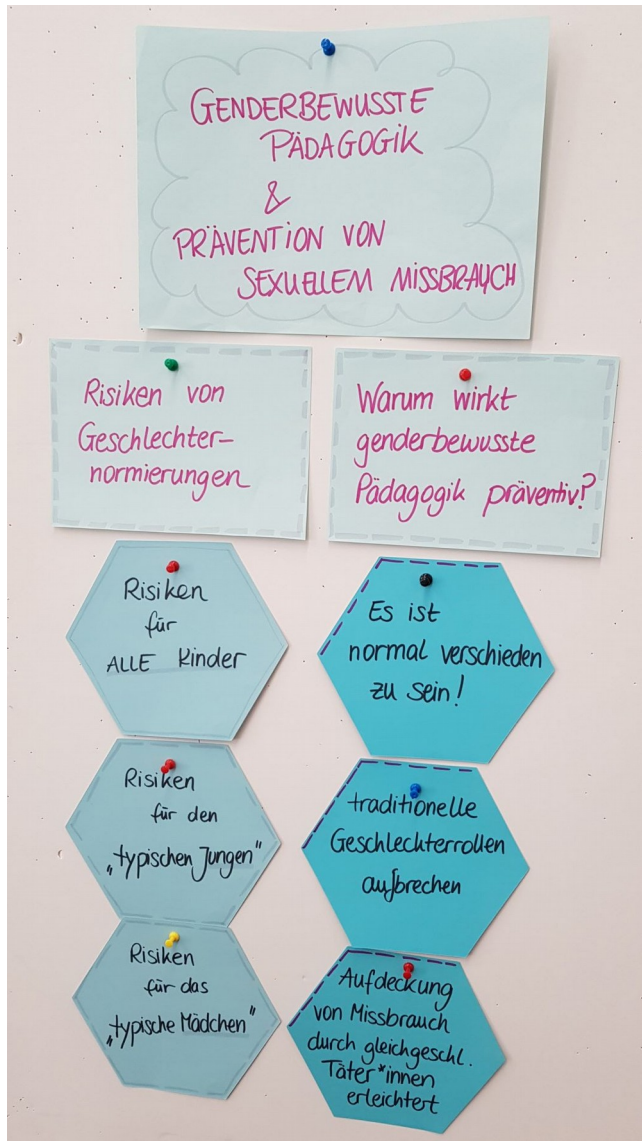 GENDERBEWUSSTE
PÄDAGOGIK
&
PRÄVENTION VON
SEXUELLEM MISSBRAUCH
Risiken von
Geschlechter-
normierungen
Warum wirkt
genderbewusste
Pädagogik präventiv?
Risiken
für
ALLE Kinder
Risiken
für den
„typischen Jungen"
Risiken
für das
„typische Mädchen"
Es ist
normal verschieden
zu sein!
traditionelle
Geschlechterrollen
aufbrechen
Aufdeckung
von Missbrauch
durch gleichgeschl.
Täter*innen
erleichtert